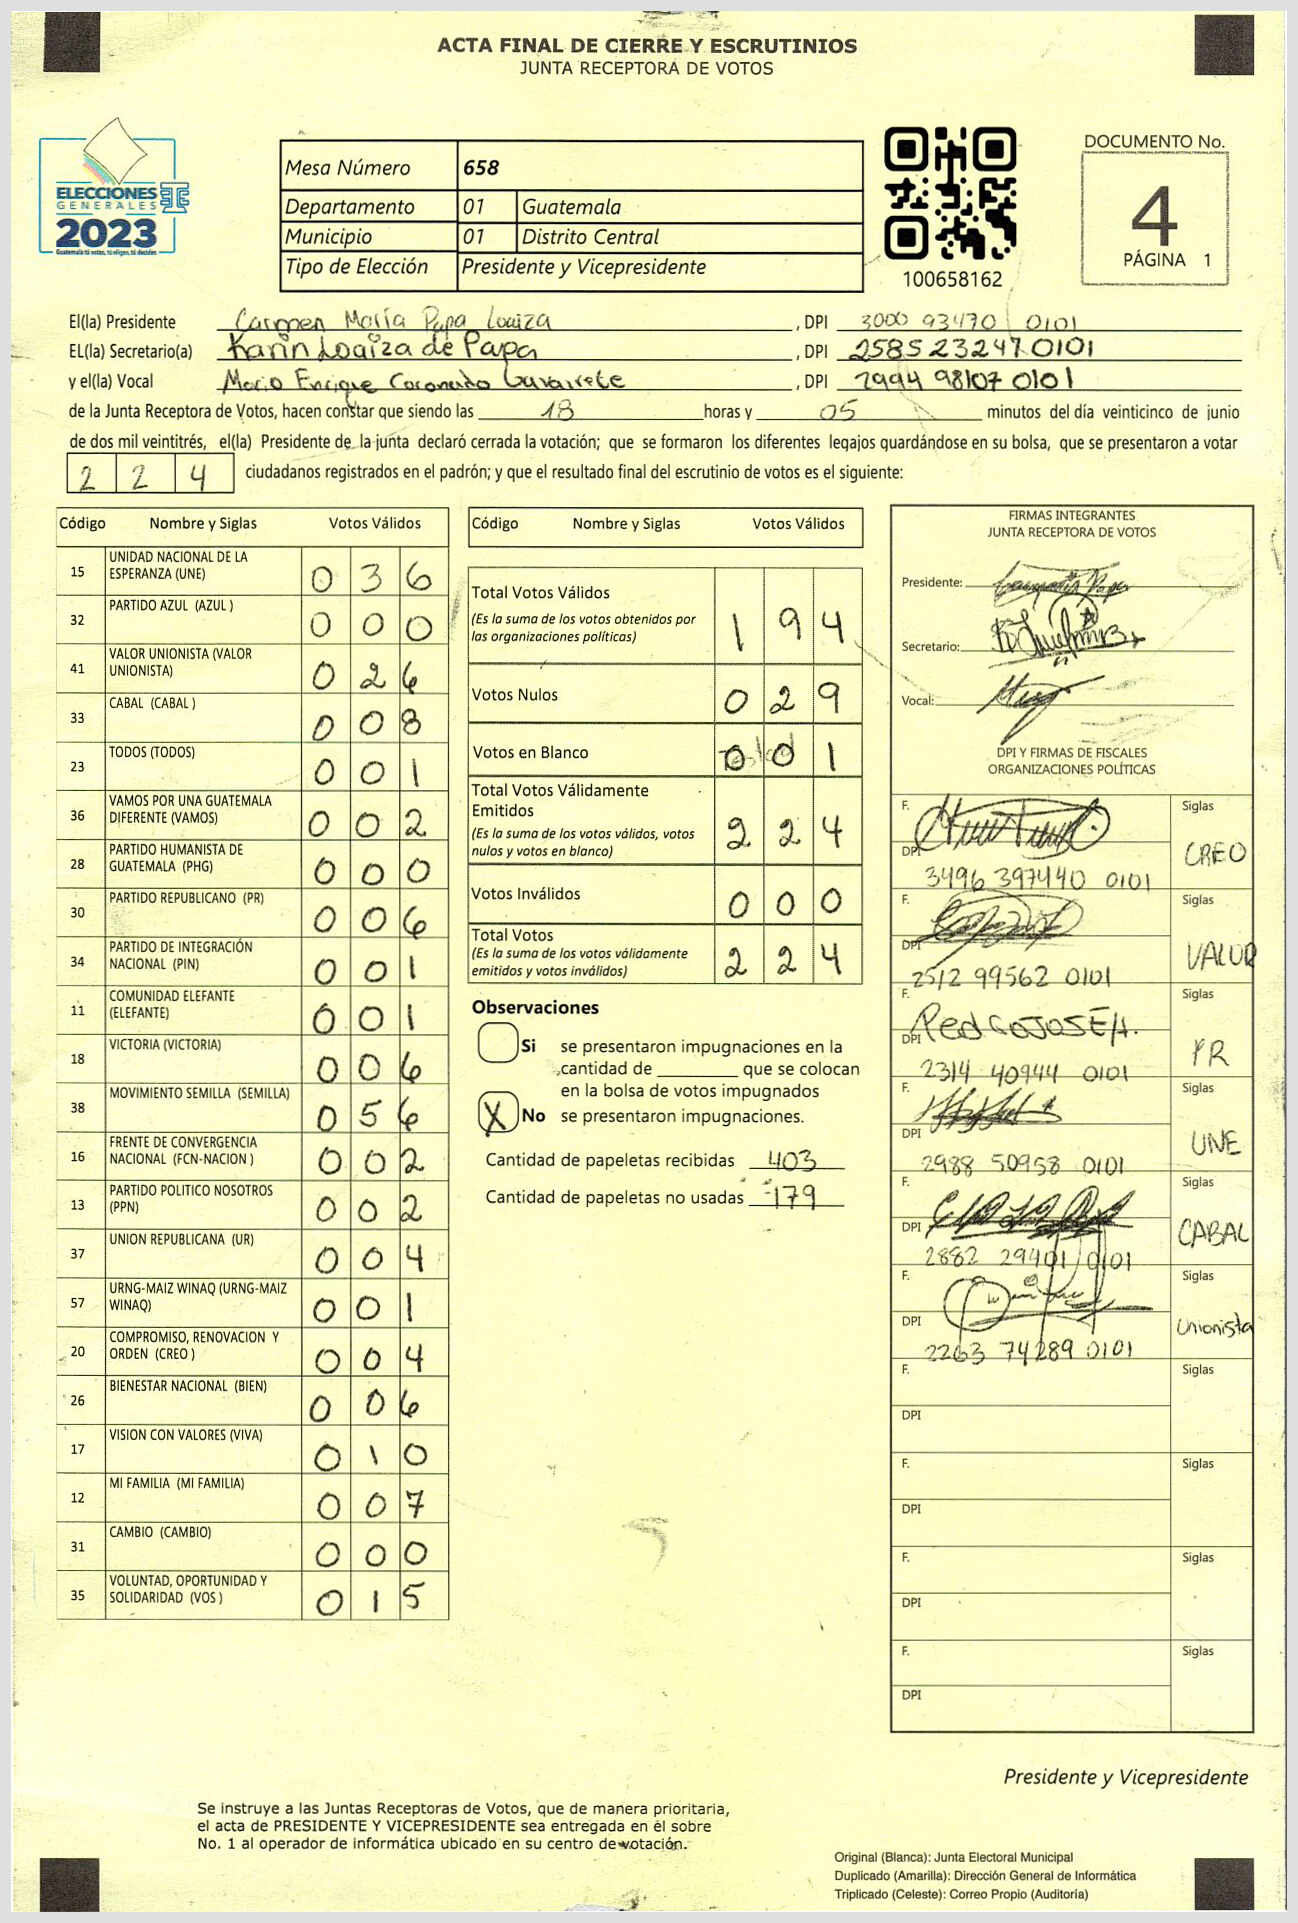 ACTA FINAL DE CIERRE Y ESCRUTINIOS
JUNTA RECEPTORA DE VOTOS
ELECCIONES
GENERALES
2023
Guatemala tú votas, tú eliges, tú decides
TSE
Mesa Número 658
Departamento 01 Guatemala
Municipio 01 Distrito Central
Tipo de Elección Presidente y Vicepresidente
100658162
DOCUMENTO No.
4
PÁGINA 1
El(la) Presidente Carmen María Papa Loaiza , DPI 3000 93470 0101
EL(la) Secretario(a) Karin Loaiza de Papa , DPI 2585 23247 0101
y el(la) Vocal Mario Enrique Coronado Gavarrete , DPI 2994 98107 0101
de la Junta Receptora de Votos, hacen constar que siendo las 18 horas y 05 minutos del día veinticinco de junio
de dos mil veintitrés, el(la) Presidente de la junta declaró cerrada la votación; que se formaron los diferentes legajos quardándose en su bolsa, que se presentaron a votar
2 2 4 ciudadanos registrados en el padrón; y que el resultado final del escrutinio de votos es el siguiente:
Código Nombre y Siglas Votos Válidos
15 UNIDAD NACIONAL DE LA ESPERANZA (UNE) 0 3 6
32 PARTIDO AZUL (AZUL ) 0 0 0
41 VALOR UNIONISTA (VALOR UNIONISTA) 0 2 6
33 CABAL (CABAL ) 0 0 8
23 TODOS (TODOS) 0 0 1
36 VAMOS POR UNA GUATEMALA DIFERENTE (VAMOS) 0 0 2
28 PARTIDO HUMANISTA DE GUATEMALA (PHG) 0 0 0
30 PARTIDO REPUBLICANO (PR) 0 0 6
34 PARTIDO DE INTEGRACIÓN NACIONAL (PIN) 0 0 1
11 COMUNIDAD ELEFANTE (ELEFANTE) 0 0 1
18 VICTORIA (VICTORIA) 0 0 6
38 MOVIMIENTO SEMILLA (SEMILLA) 0 5 6
16 FRENTE DE CONVERGENCIA NACIONAL (FCN-NACION ) 0 0 2
13 PARTIDO POLITICO NOSOTROS (PPN) 0 0 2
37 UNION REPUBLICANA (UR) 0 0 4
57 URNG-MAIZ WINAQ (URNG-MAIZ WINAQ) 0 0 1
20 COMPROMISO, RENOVACION Y ORDEN (CREO ) 0 0 4
26 BIENESTAR NACIONAL (BIEN) 0 0 6
17 VISION CON VALORES (VIVA) 0 1 0
12 MI FAMILIA (MI FAMILIA) 0 0 7
31 CAMBIO (CAMBIO) 0 0 0
35 VOLUNTAD, OPORTUNIDAD Y SOLIDARIDAD (VOS ) 0 1 5
Código Nombre y Siglas Votos Válidos
Total Votos Válidos 1 9 4
(Es la suma de los votos obtenidos por
las organizaciones políticas)
Votos Nulos 0 2 9
Votos en Blanco 0 0 1
Total Votos Válidamente
Emitidos 2 2 4
(Es la suma de los votos válidos, votos
nulos y votos en blanco)
Votos Inválidos 0 0 0
Total Votos 2 2 4
(Es la suma de los votos válidamente
emitidos y votos inválidos)
Observaciones
Si se presentaron impugnaciones en la
cantidad de ________ que se colocan
en la bolsa de votos impugnados
X No se presentaron impugnaciones.
Cantidad de papeletas recibidas 403
Cantidad de papeletas no usadas 179
FIRMAS INTEGRANTES
JUNTA RECEPTORA DE VOTOS
Presidente:
Secretario:
Vocal:
DPI Y FIRMAS DE FISCALES
ORGANIZACIONES POLÍTICAS
F. Siglas
DPI 3496 397440 0101 CREO
F. Siglas
DPI 2512 99562 0101 VALOR
F. Siglas
DPI 2314 40944 0101 PR
F. Siglas
DPI 2988 50958 0101 UNE
F. Siglas
DPI 2882 29401 0101 CABAL
F. Siglas
DPI 2263 74289 0101 Unionista
F. Siglas
DPI
F. Siglas
DPI
F. Siglas
DPI
F. Siglas
DPI
Presidente y Vicepresidente
Se instruye a las Juntas Receptoras de Votos, que de manera prioritaria,
el acta de PRESIDENTE Y VICEPRESIDENTE sea entregada en él sobre
No. 1 al operador de informática ubicado en su centro de votación.
Original (Blanca): Junta Electoral Municipal
Duplicado (Amarilla): Dirección General de Informática
Triplicado (Celeste): Correo Propio (Auditoría)